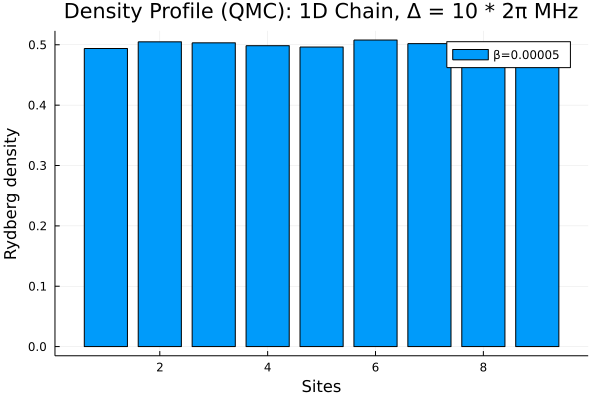 Density Profile (QMC): 1D Chain, Δ = 10 * 2π MHz
β=0.00005
Rydberg density
0.5
0.4
0.3
0.2
0.1
0.0
2 4 6 8
Sites